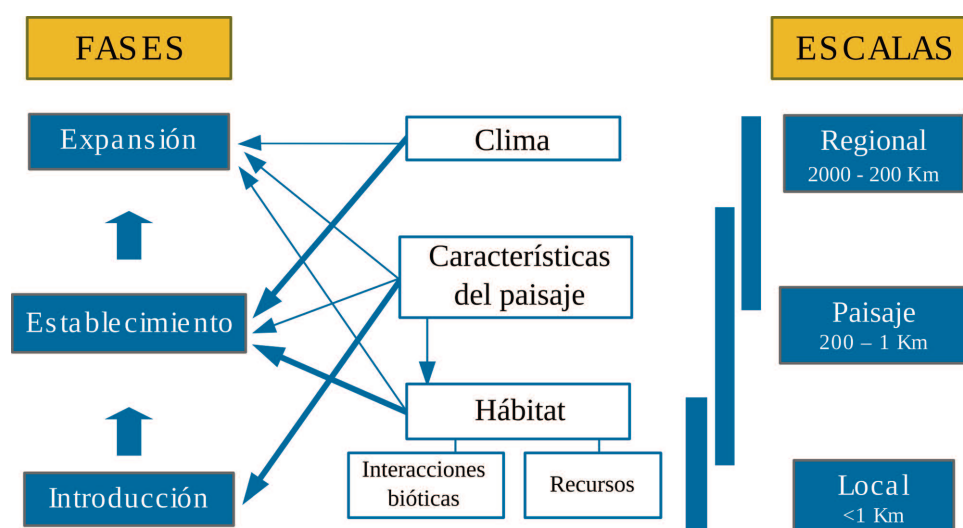 FASES
ESCALAS
Expansión
Clima
Regional
2000 - 200 Km
Características
del paisaje
Establecimiento
Paisaje
200 – 1 Km
Hábitat
Interacciones
bióticas
Recursos
Introducción
Local
<1 Km